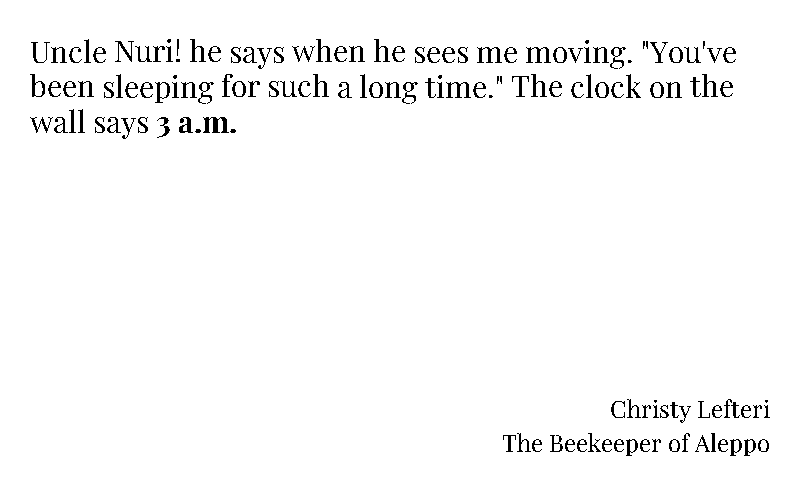 Uncle Nuri! he says when he sees me moving. "You've
been sleeping for such a long time." The clock on the
wall says 3 a.m.
Christy Lefteri
The Beekeeper of Aleppo